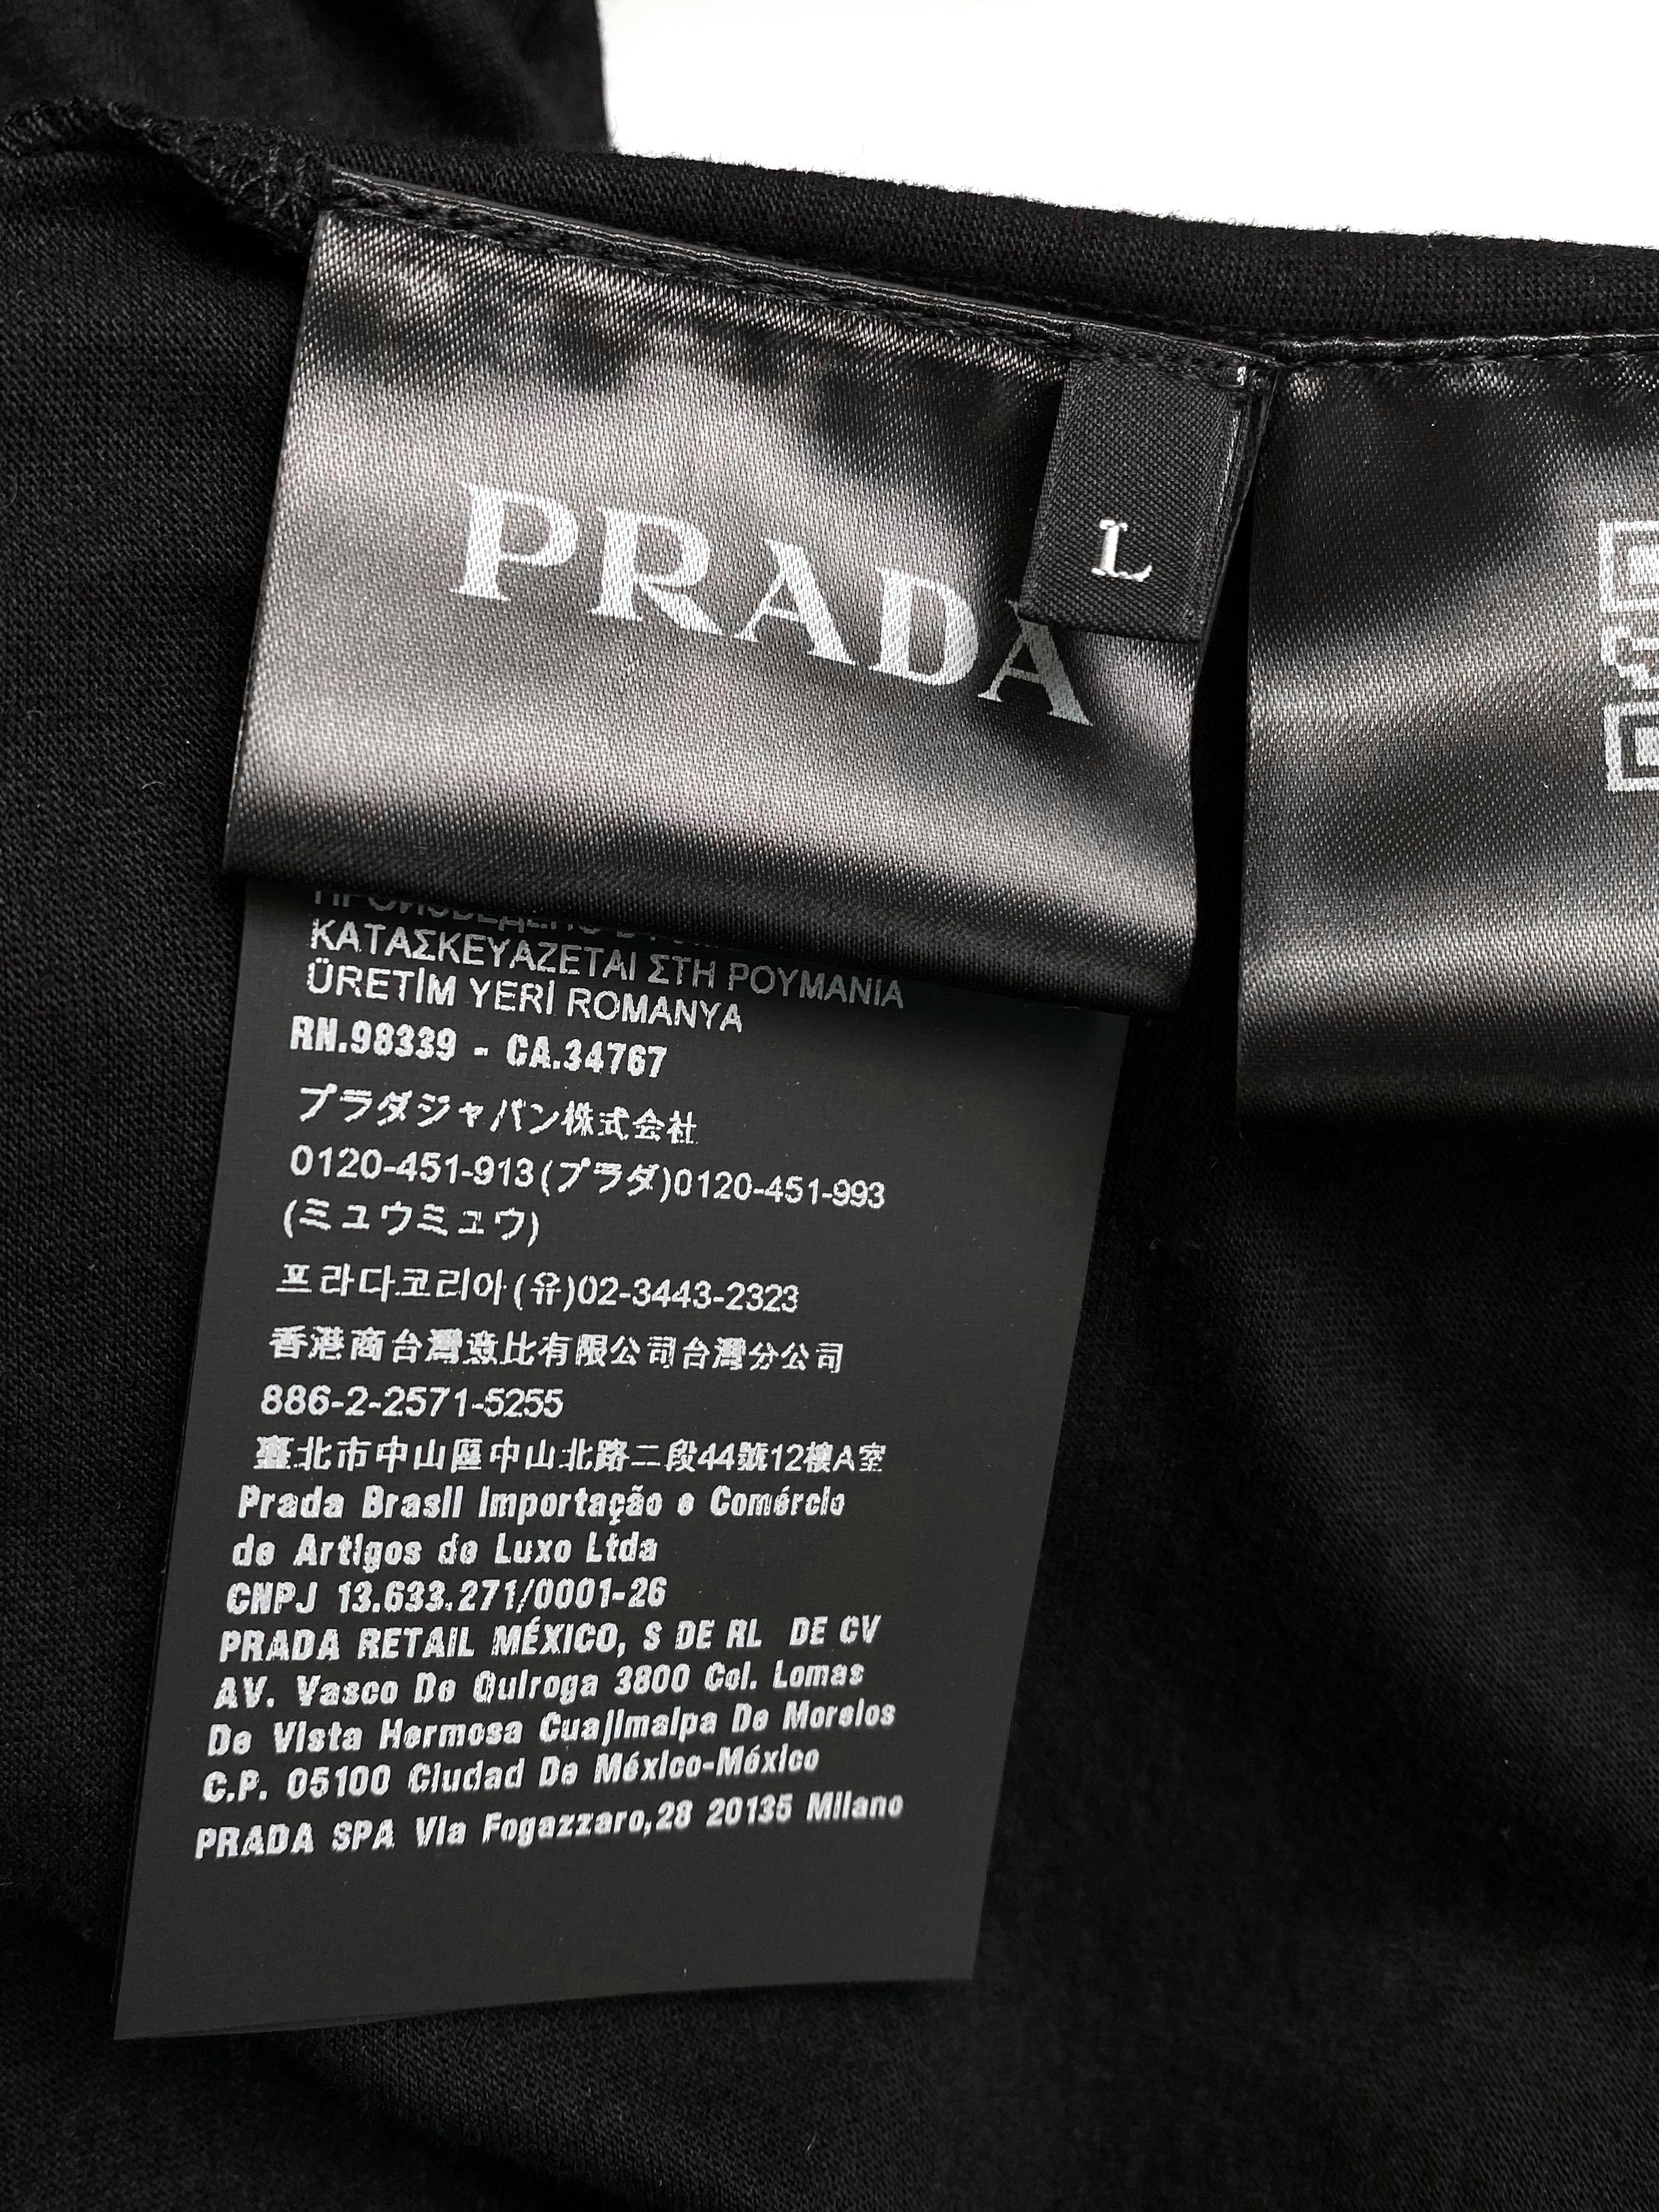 PRADA
L
ΚΑΤΑΣΚΕΥΑΖΕΤΑΙ ΣΤΗ ΡΟΥΜΑΝΙΑ
ÜRETİM YERİ ROMANYA
RN.98339 - CA.34767
プラダジャパン株式会社
0120-451-913(プラダ)0120-451-993
(ミュウミュウ)
프라다코리아(유)02-3443-2323
香港商台灣意比有限公司台灣分公司
886-2-2571-5255
臺北市中山區中山北路二段44號12樓A室
Prada Brasil Importação e Comércio
de Artigos de Luxo Ltda
CNPJ 13.633.271/0001-26
PRADA RETAIL MÉXICO, S DE RL DE CV
AV. Vasco De Quiroga 3800 Col. Lomas
De Vista Hermosa Cuajimalpa De Morelos
C.P. 05100 Ciudad De México-México
PRADA SPA Via Fogazzaro,28 20135 Milano